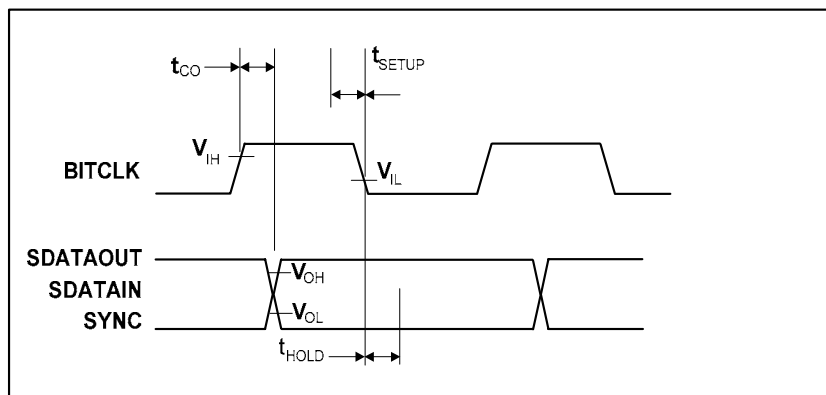 tCO
tSETUP
VIH
BITCLK
VIL
SDATAOUT
VOH
SDATAIN
VOL
SYNC
tHOLD